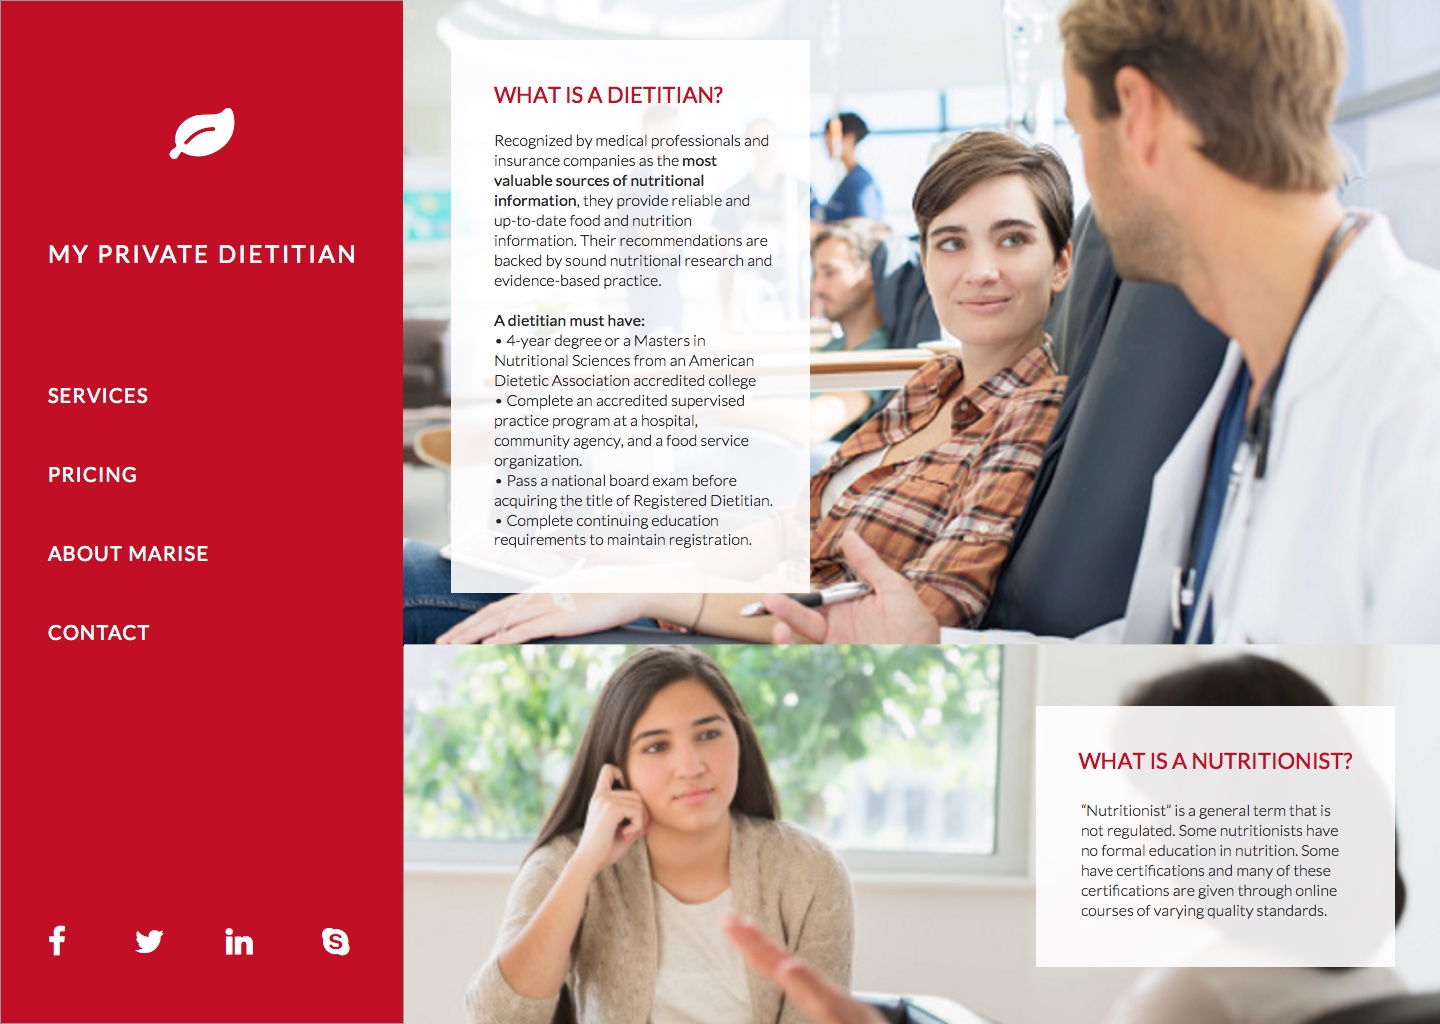 MY PRIVATE DIETITIAN
SERVICES
PRICING
ABOUT MARISE
CONTACT
WHAT IS A DIETITIAN?
Recognized by medical professionals and
insurance companies as the most
valuable sources of nutritional
information, they provide reliable and
up-to-date food and nutrition
information. Their recommendations are
backed by sound nutritional research and
evidence-based practice.
A dietitian must have:
• 4-year degree or a Masters in
Nutritional Sciences from an American
Dietetic Association accredited college
• Complete an accredited supervised
practice program at a hospital,
community agency, and a food service
organization.
• Pass a national board exam before
acquiring the title of Registered Dietitian.
• Complete continuing education
requirements to maintain registration.
WHAT IS A NUTRITIONIST?
“Nutritionist” is a general term that is
not regulated. Some nutritionists have
no formal education in nutrition. Some
have certifications and many of these
certifications are given through online
courses of varying quality standards.